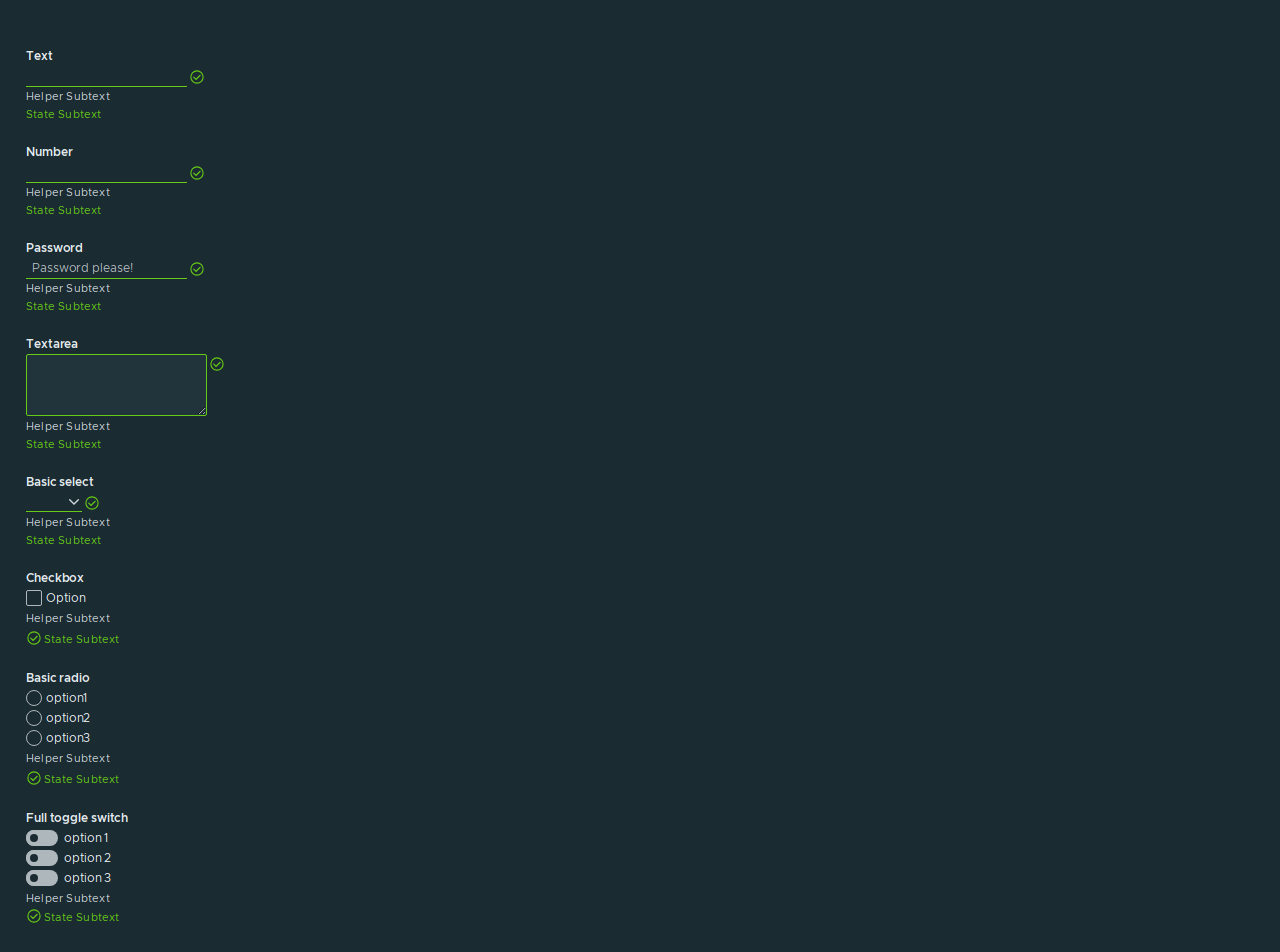 Text
Helper Subtext
State Subtext
Number
Helper Subtext
State Subtext
Password
Password please!
Helper Subtext
State Subtext
Textarea
Helper Subtext
State Subtext
Basic select
Helper Subtext
State Subtext
Checkbox
Option
Helper Subtext
State Subtext
Basic radio
option1
option2
option3
Helper Subtext
State Subtext
Full toggle switch
option 1
option 2
option 3
Helper Subtext
State Subtext